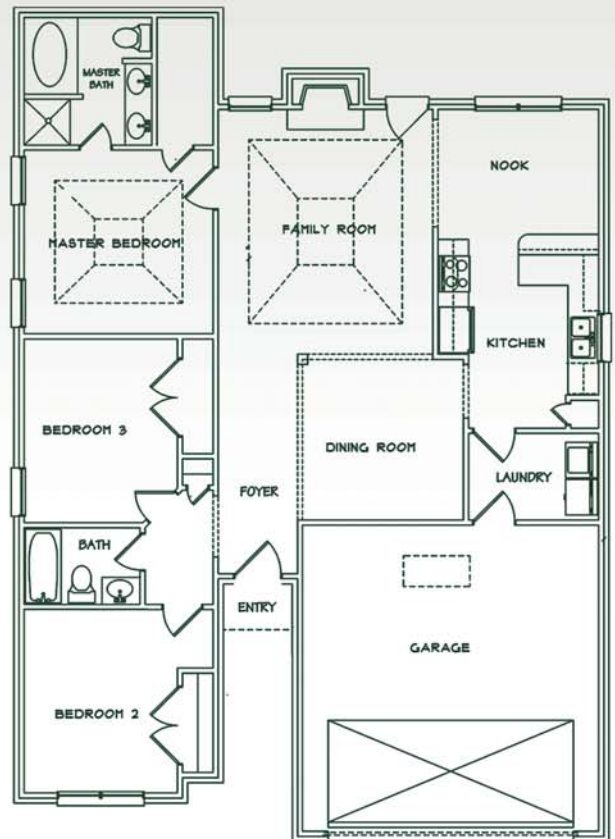 MASTER
BATH
NOOK
MASTER BEDROOM
FAMILY ROOM
KITCHEN
BEDROOM 3
DINING ROOM
LAUNDRY
FOYER
BATH
ENTRY
GARAGE
BEDROOM 2